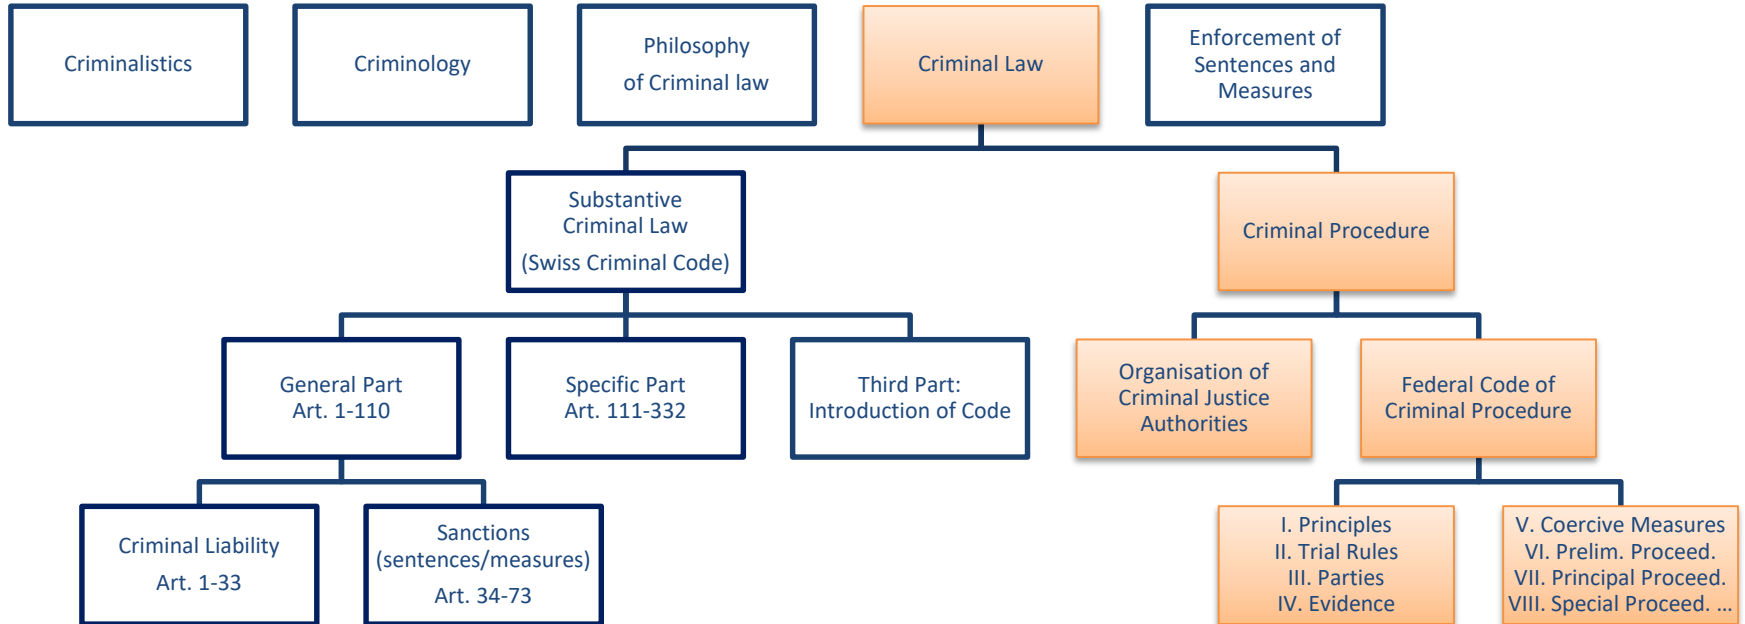 Criminalistics
Criminology
Philosophy
of Criminal law
Criminal Law
Enforcement of
Sentences and
Measures
Substantive
Criminal Law
(Swiss Criminal Code)
Criminal Procedure
General Part
Art. 1-110
Specific Part
Art. 111-332
Third Part:
Introduction of Code
Organisation of
Criminal Justice
Authorities
Federal Code of
Criminal Procedure
Criminal Liability
Art. 1-33
Sanctions
(sentences/measures)
Art. 34-73
I. Principles
II. Trial Rules
III. Parties
IV. Evidence
V. Coercive Measures
VI. Prelim. Proceed.
VII. Principal Proceed.
VIII. Special Proceed. ...